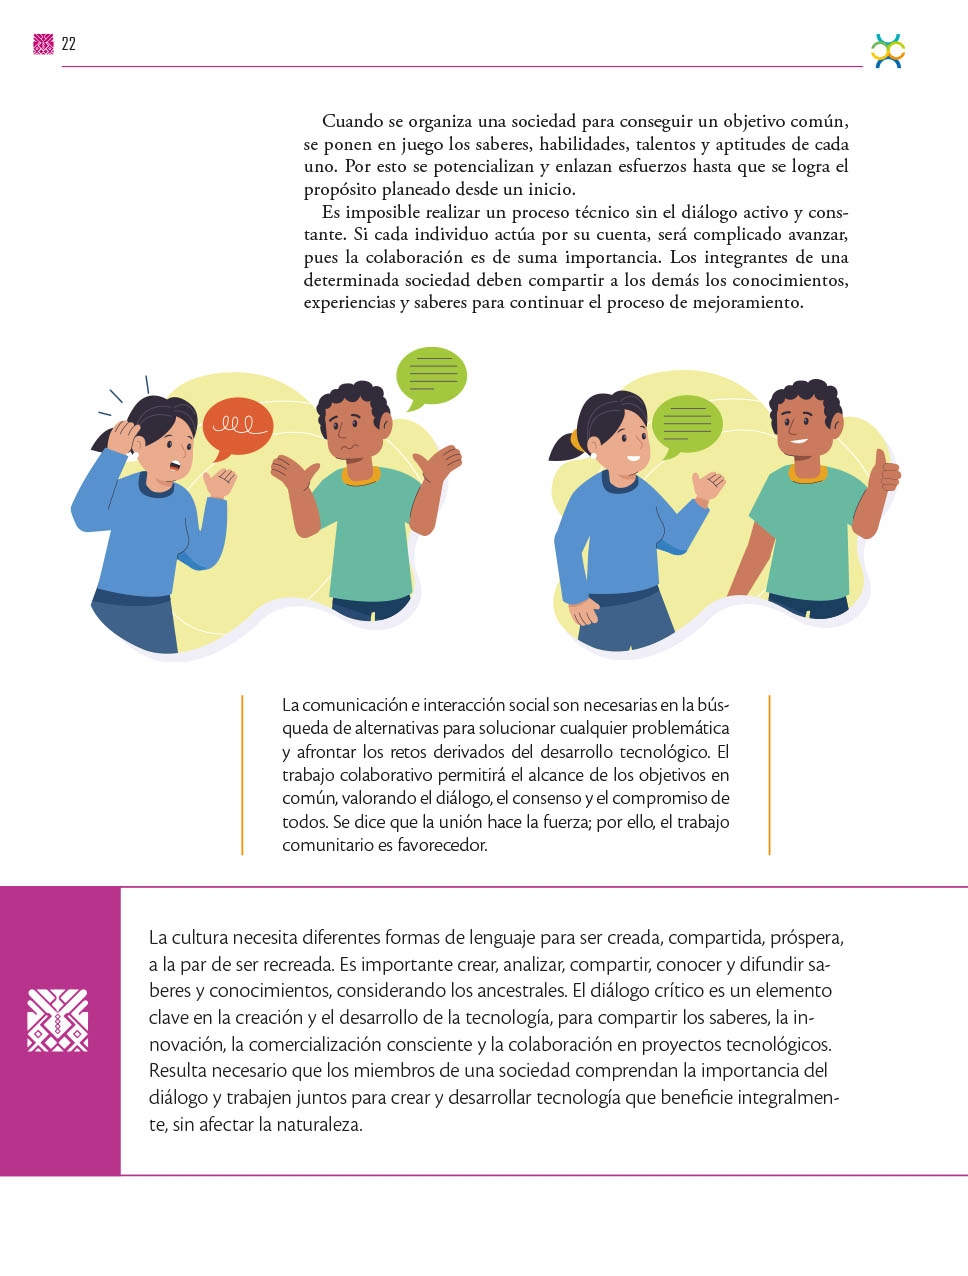 22
Cuando se organiza una sociedad para conseguir un objetivo común,
se ponen en juego los saberes, habilidades, talentos y aptitudes de cada
uno. Por esto se potencializan y enlazan esfuerzos hasta que se logra el
propósito planeado desde un inicio.
Es imposible realizar un proceso técnico sin el diálogo activo y cons-
tante. Si cada individuo actúa por su cuenta, será complicado avanzar,
pues la colaboración es de suma importancia. Los integrantes de una
determinada sociedad deben compartir a los demás los conocimientos,
experiencias y saberes para continuar el proceso de mejoramiento.
La comunicación e interacción social son necesarias en la bús-
queda de alternativas para solucionar cualquier problemática
y afrontar los retos derivados del desarrollo tecnológico. El
trabajo colaborativo permitirá el alcance de los objetivos en
común, valorando el diálogo, el consenso y el compromiso de
todos. Se dice que la unión hace la fuerza; por ello, el trabajo
comunitario es favorecedor.
La cultura necesita diferentes formas de lenguaje para ser creada, compartida, próspera,
a la par de ser recreada. Es importante crear, analizar, compartir, conocer y difundir sa-
beres y conocimientos, considerando los ancestrales. El diálogo crítico es un elemento
clave en la creación y el desarrollo de la tecnología, para compartir los saberes, la in-
novación, la comercialización consciente y la colaboración en proyectos tecnológicos.
Resulta necesario que los miembros de una sociedad comprendan la importancia del
diálogo y trabajen juntos para crear y desarrollar tecnología que beneficie integralmen-
te, sin afectar la naturaleza.